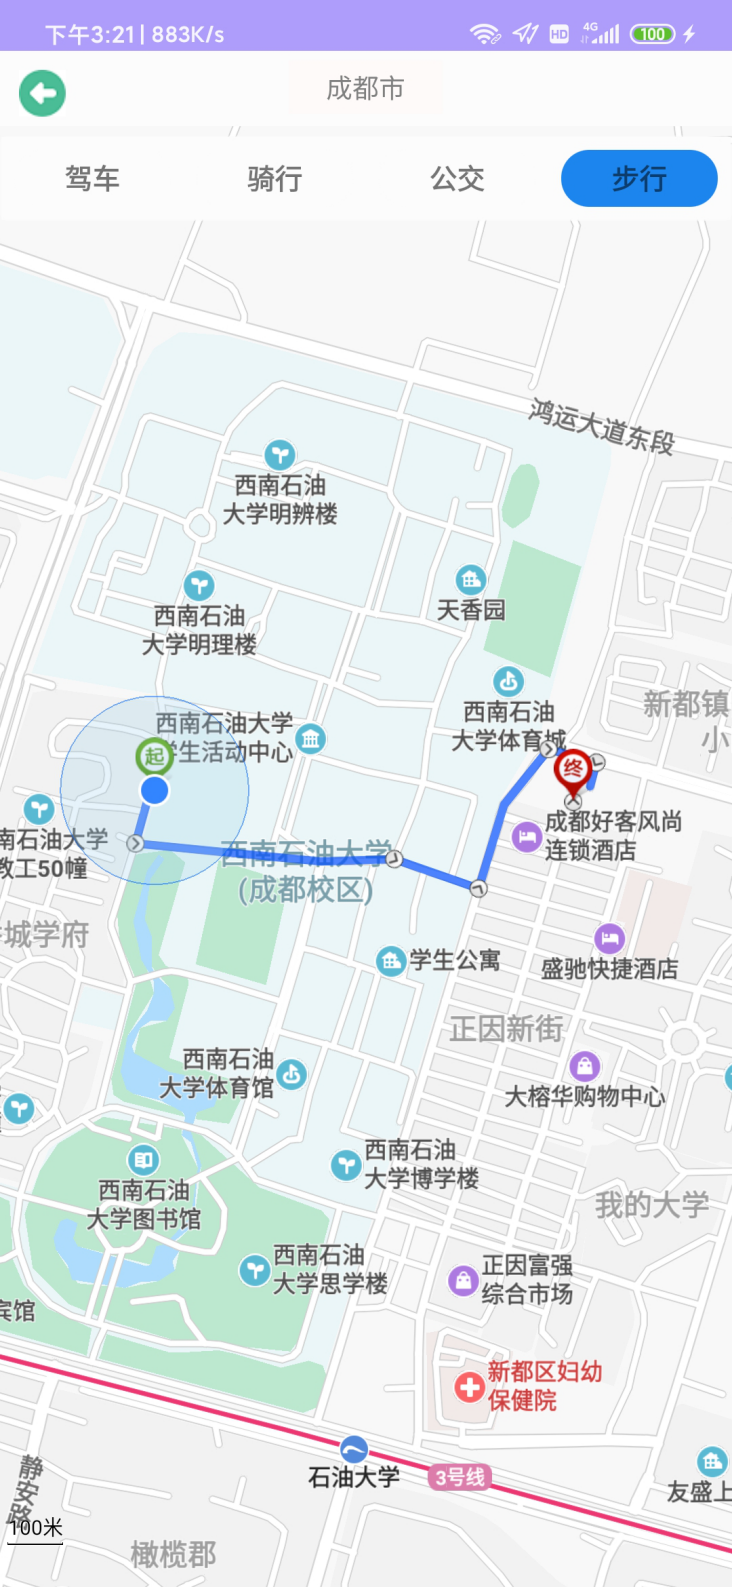 下午3:21 | 883K/s
HD
4G
100
成都市
驾车
骑行
公交
步行
鸿运大道东段
西南石油
大学明辨楼
天香园
西南石油
大学明理楼
西南石油
大学体育城
新都镇
小
西南石油大学
学生活动中心
起
终
南石油大学
教工50幢
成都好客风尚
连锁酒店
西南石油大学
(成都校区)
城学府
学生公寓
盛驰快捷酒店
正因新街
西南石油
大学体育馆
大榕华购物中心
西南石油
大学博学楼
西南石油
大学图书馆
我的大学
西南石油
大学思学楼
正因富强
综合市场
宾馆
新都区妇幼
保健院
石油大学
3号线
静安路
友盛上
100米
橄榄郡